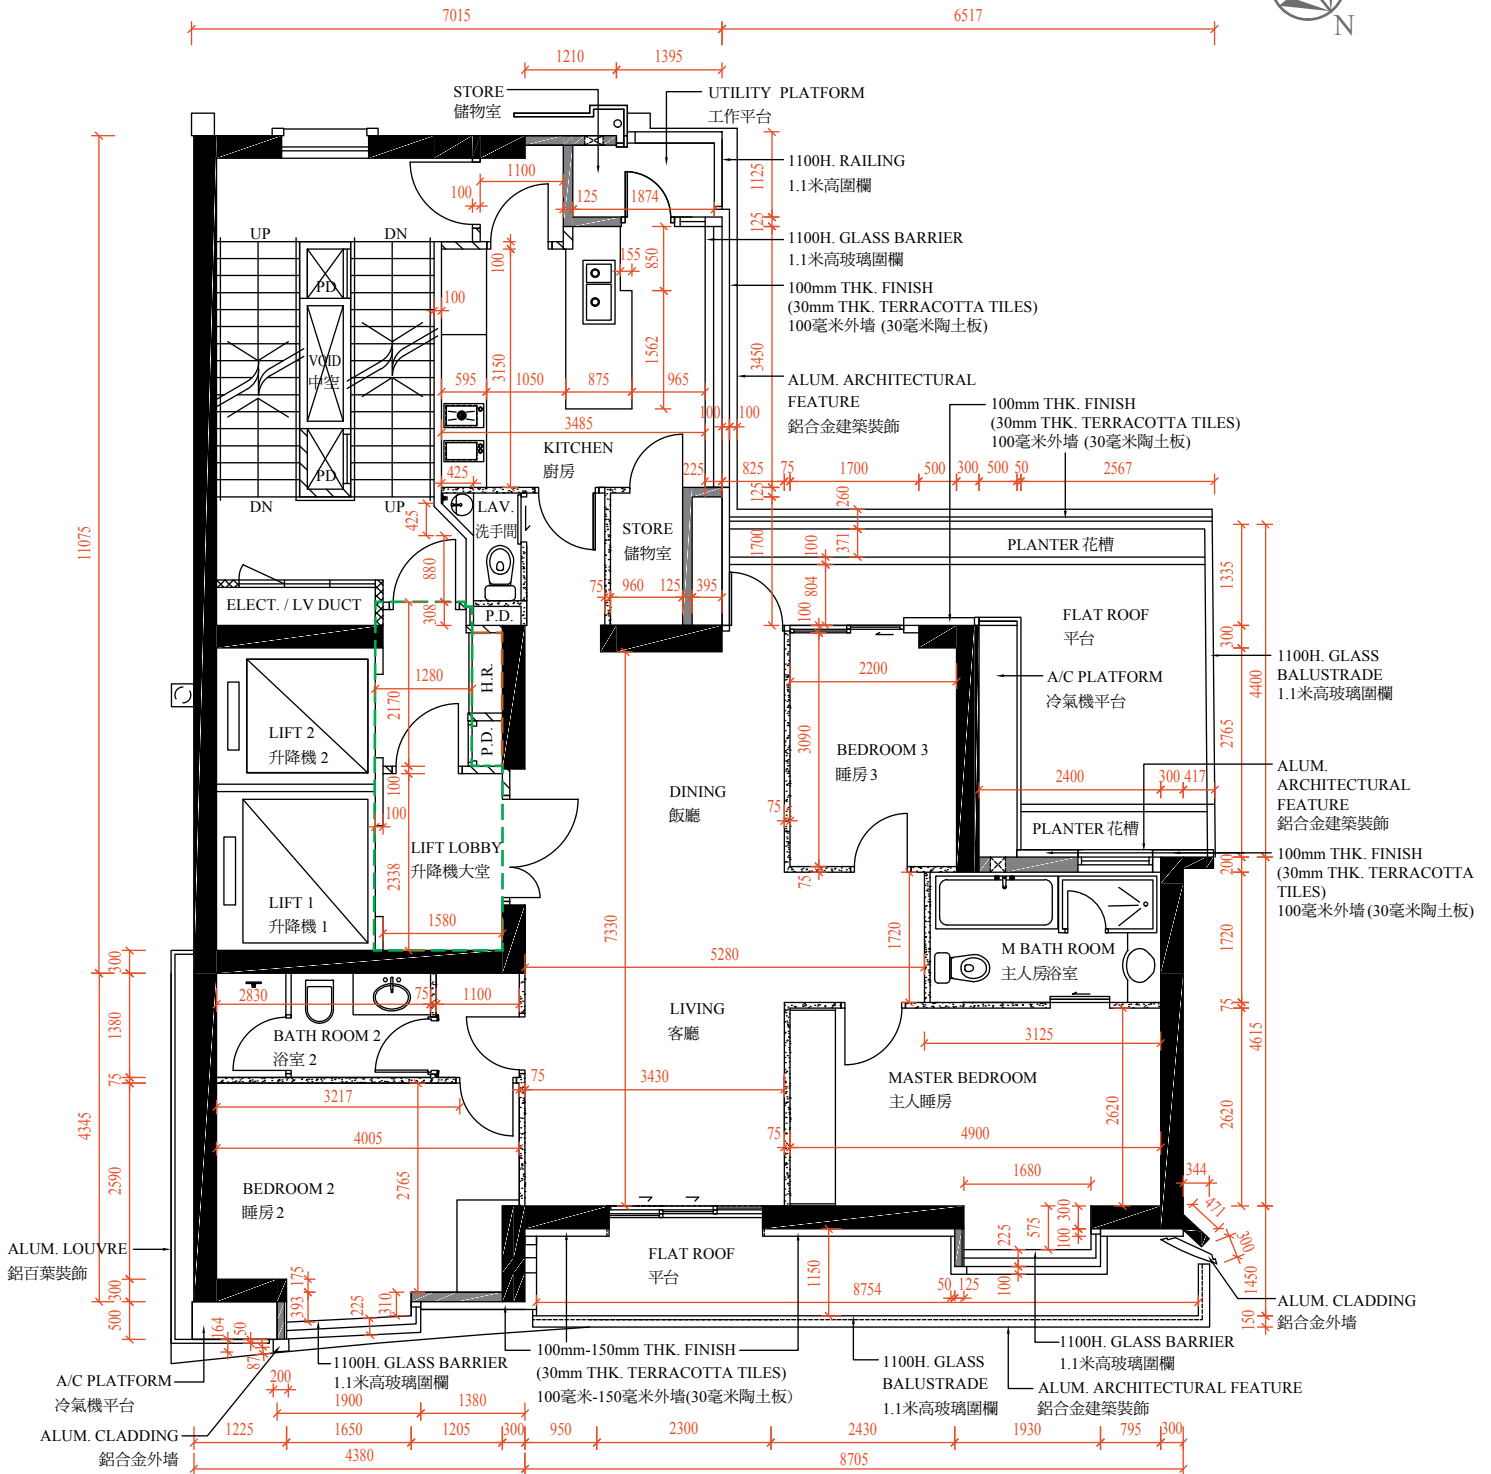 7015
6517
N
1210
1395
STORE
儲物室
UTILITY PLATFORM
工作平台
1100H. RAILING
1.1米高圍欄
1125
125
1100
100
125
1874
UP
DN
1100H. GLASS BARRIER
1.1米高玻璃圍欄
155
850
100
PD
100
100mm THK. FINISH
(30mm THK. TERRACOTTA TILES)
100毫米外墙 (30毫米陶土板)
VOID
中空
3150
1562
3450
595
1050
875
965
ALUM. ARCHITECTURAL
FEATURE
鋁合金建築裝飾
100
100
3485
100mm THK. FINISH
(30mm THK. TERRACOTTA TILES)
100毫米外墙 (30毫米陶土板)
KITCHEN
廚房
PD
425
225
825
75
1700
500
300
500
50
2567
DN
UP
425
LAV.
洗手間
STORE
儲物室
125
1700
260
371
100
804
100
PLANTER 花槽
11075
880
308
75
960
125
395
1335
300
ELECT. / LV DUCT
P.D.
FLAT ROOF
平台
1100H. GLASS
BALUSTRADE
1.1米高玻璃圍欄
1280
2170
H.R.
2200
A/C PLATFORM
冷氣機平台
4400
2765
LIFT 2
升降機 2
P.D.
3090
BEDROOM 3
睡房 3
100
100
DINING
飯廳
75
2400
300
417
ALUM.
ARCHITECTURAL
FEATURE
鋁合金建築裝飾
PLANTER 花槽
LIFT LOBBY
升降機大堂
2338
75
200
100mm THK. FINISH
(30mm THK. TERRACOTTA
TILES)
100毫米外墙 (30毫米陶土板)
LIFT 1
升降機 1
1580
7330
1720
1720
5280
M BATH ROOM
主人房浴室
300
2830
75
1100
LIVING
客廳
75
1380
BATH ROOM 2
浴室 2
3125
4615
75
75
3430
MASTER BEDROOM
主人睡房
3217
4345
4005
75
4900
2620
2620
2590
2765
BEDROOM 2
睡房 2
1680
344
471
300
ALUM. LOUVRE
鋁百葉裝飾
FLAT ROOF
平台
300
575
225
100
1150
1450
300
175
393
225
310
8754
50
125
100
150
ALUM. CLADDING
鋁合金外墻
500
164
50
87
1100H. GLASS BARRIER
1.1米高玻璃圍欄
100mm-150mm THK. FINISH
(30mm THK. TERRACOTTA TILES)
100毫米-150毫米外墙(30毫米陶土板)
1100H. GLASS
BALUSTRADE
1.1米高玻璃圍欄
1100H. GLASS BARRIER
1.1米高玻璃圍欄
ALUM. ARCHITECTURAL FEATURE
鋁合金建築裝飾
A/C PLATFORM
冷氣機平台
200
1900
1380
ALUM. CLADDING
鋁合金外墻
1225
1650
1205
300
950
2300
2430
1930
795
300
4380
8705